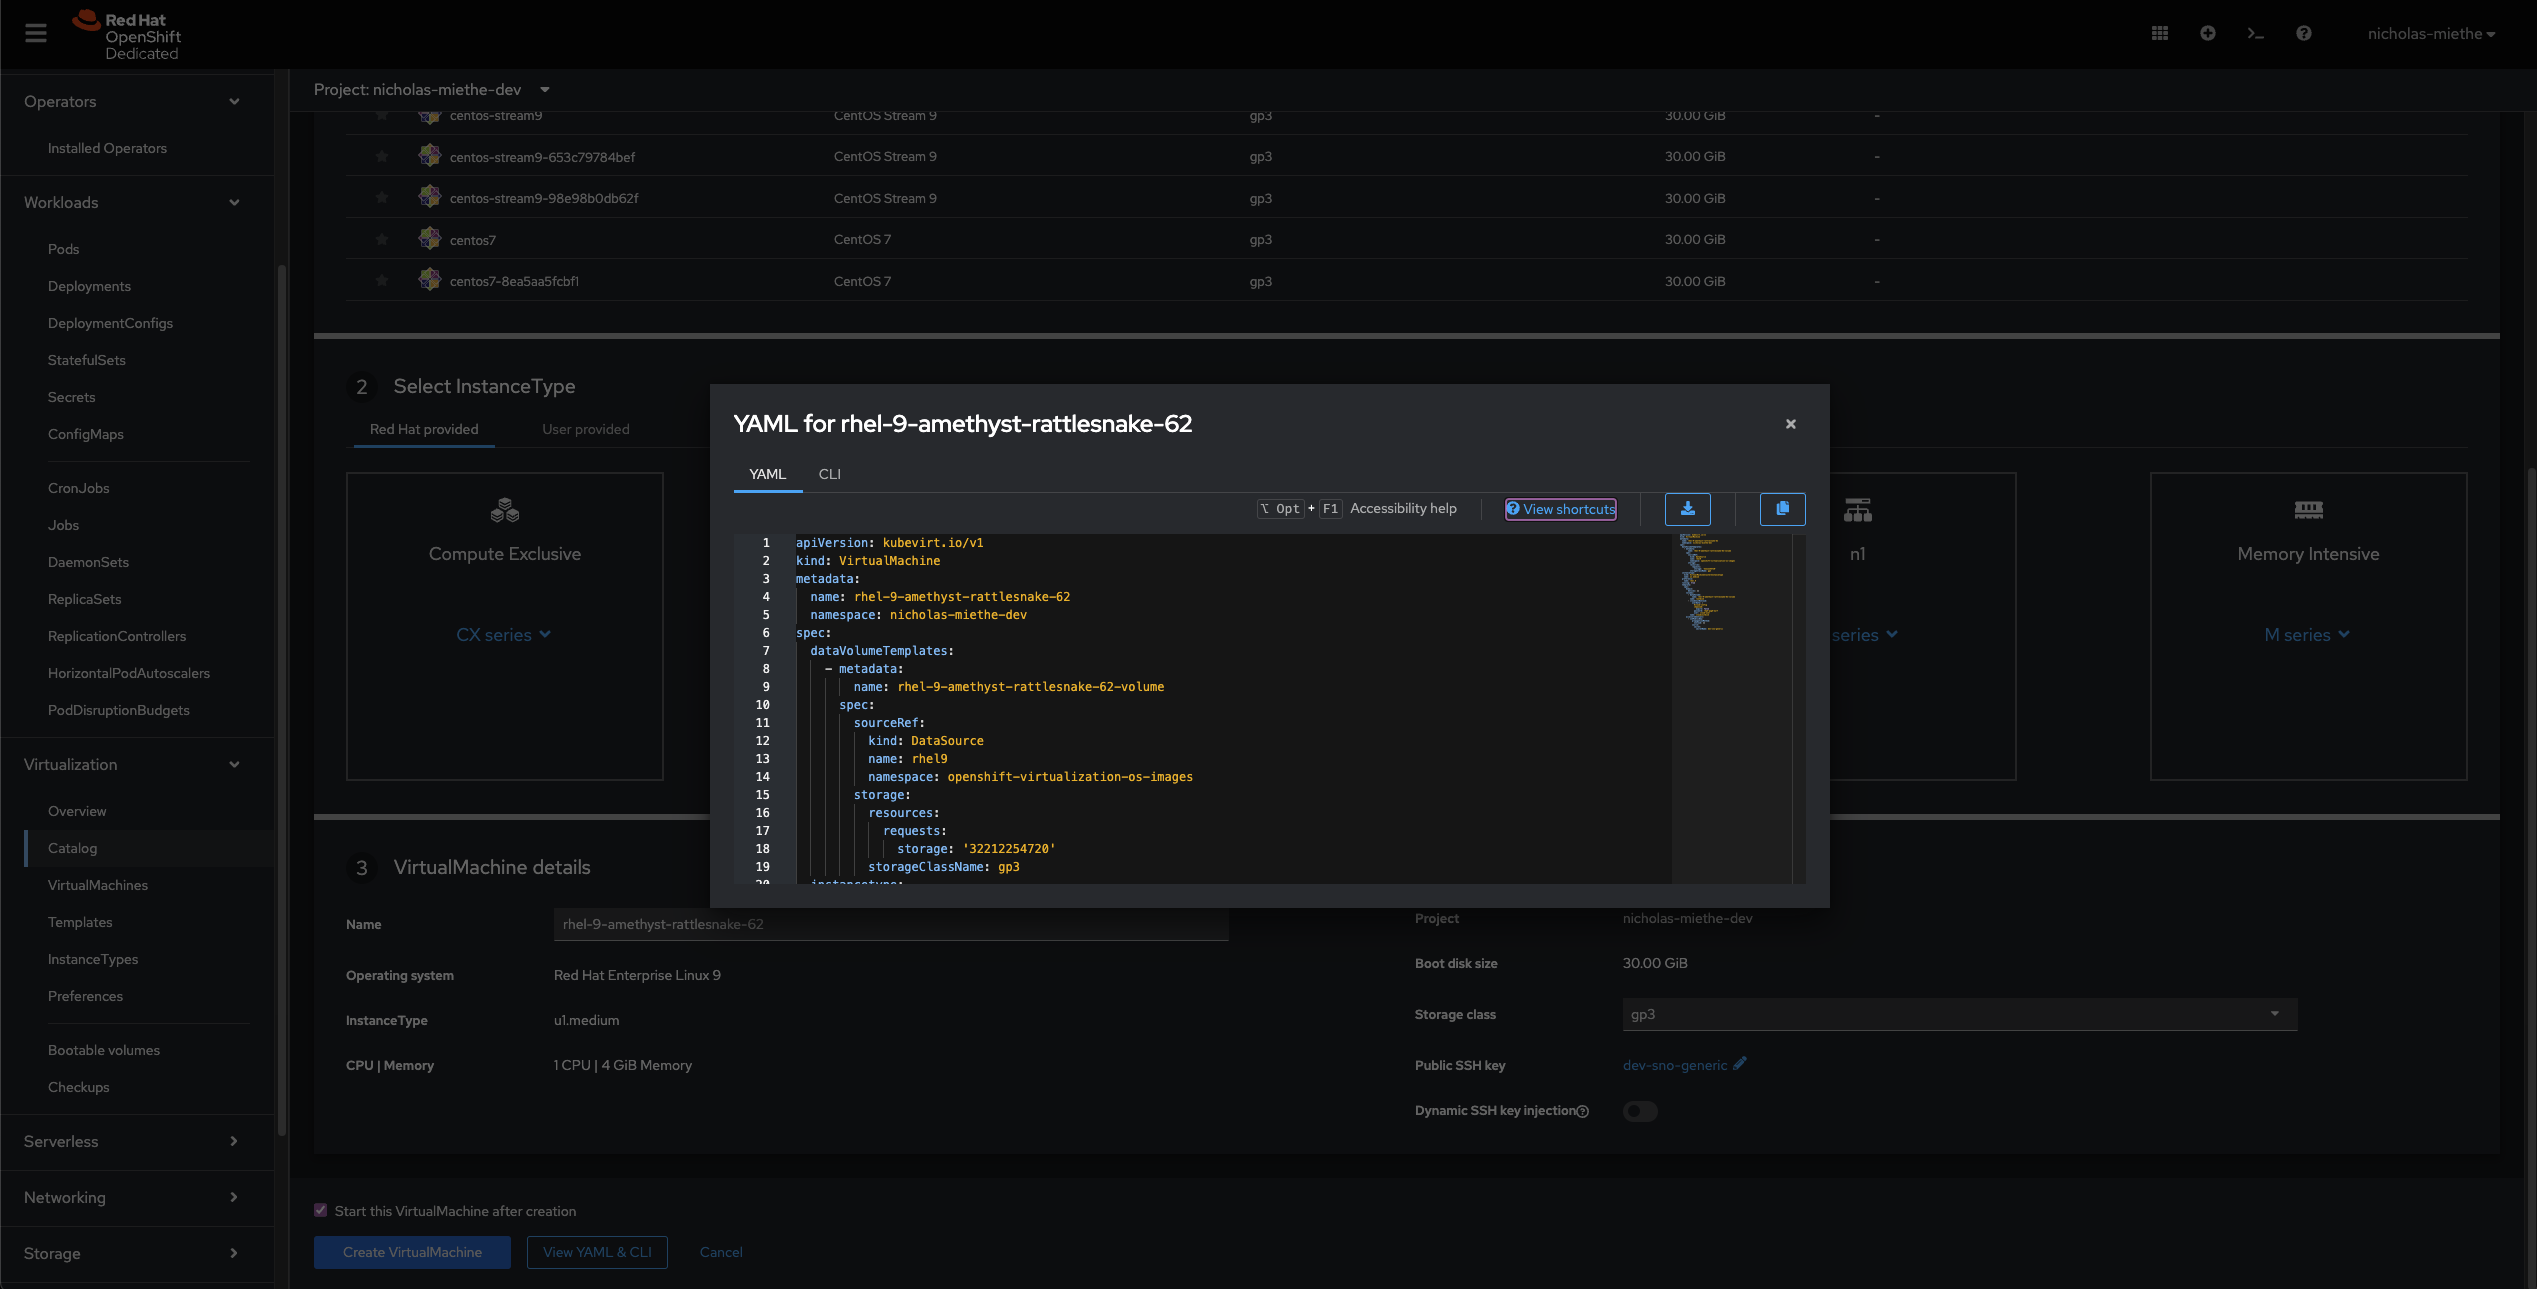 Red Hat
OpenShift
Dedicated
nicholas-miethe
Operators
Installed Operators
Workloads
Pods
Deployments
DeploymentConfigs
StatefulSets
Secrets
ConfigMaps
CronJobs
Jobs
DaemonSets
ReplicaSets
ReplicationControllers
HorizontalPodAutoscalers
PodDisruptionBudgets
Virtualization
Overview
Catalog
VirtualMachines
Templates
InstanceTypes
Preferences
Bootable volumes
Checkups
Serverless
Networking
Storage
Project: nicholas-miethe-dev
centos-stream9 CentOS Stream 9 gp3 30.00 GiB -
centos-stream9-653c79784bef CentOS Stream 9 gp3 30.00 GiB -
centos-stream9-98e98b0db62f CentOS Stream 9 gp3 30.00 GiB -
centos7 CentOS 7 gp3 30.00 GiB -
centos7-8ea5aa5fcbf1 CentOS 7 gp3 30.00 GiB -
2 Select InstanceType
Red Hat provided User provided
Compute Exclusive
CX series
n1
series
Memory Intensive
M series
YAML for rhel-9-amethyst-rattlesnake-62
YAML CLI
⌥ Opt + F1 Accessibility help View shortcuts
1 apiVersion: kubevirt.io/v1
2 kind: VirtualMachine
3 metadata:
4 name: rhel-9-amethyst-rattlesnake-62
5 namespace: nicholas-miethe-dev
6 spec:
7 dataVolumeTemplates:
8 - metadata:
9 name: rhel-9-amethyst-rattlesnake-62-volume
10 spec:
11 sourceRef:
12 kind: DataSource
13 name: rhel9
14 namespace: openshift-virtualization-os-images
15 storage:
16 resources:
17 requests:
18 storage: '32212254720'
19 storageClassName: gp3
20 instancetype:
3 VirtualMachine details
Name rhel-9-amethyst-rattlesnake-62
Operating system Red Hat Enterprise Linux 9
InstanceType u1.medium
CPU | Memory 1 CPU | 4 GiB Memory
Project nicholas-miethe-dev
Boot disk size 30.00 GiB
Storage class gp3
Public SSH key dev-sno-generic
Dynamic SSH key injection
Start this VirtualMachine after creation
Create VirtualMachine View YAML & CLI Cancel